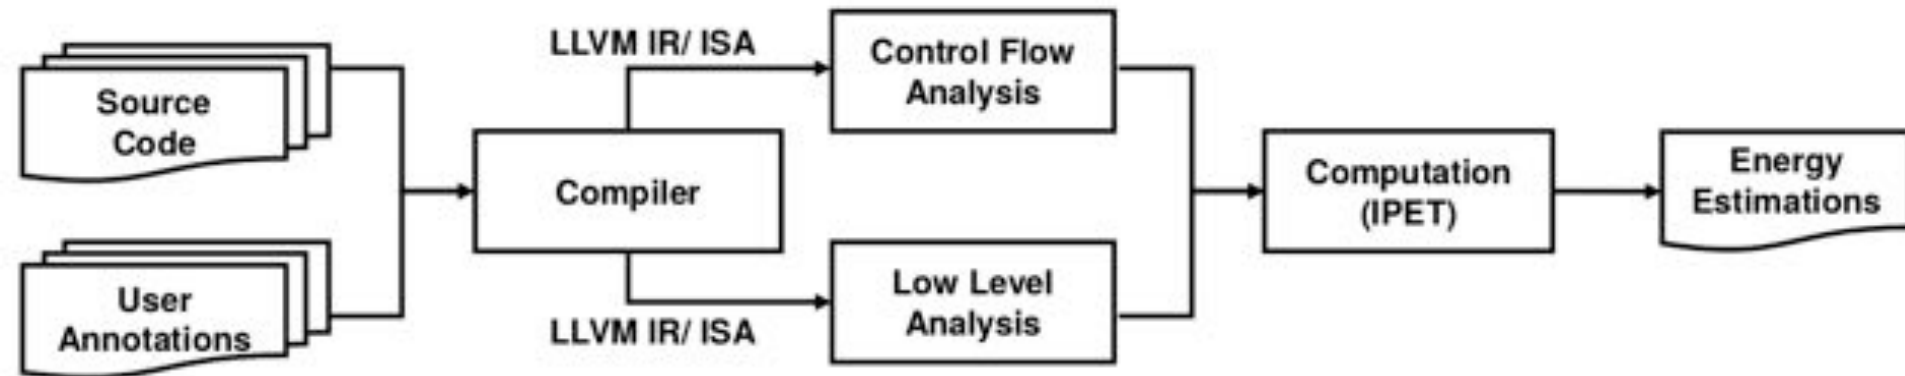 Source
Code
User
Annotations
LLVM IR/ ISA
Compiler
LLVM IR/ ISA
Control Flow
Analysis
Low Level
Analysis
Computation
(IPET)
Energy
Estimations